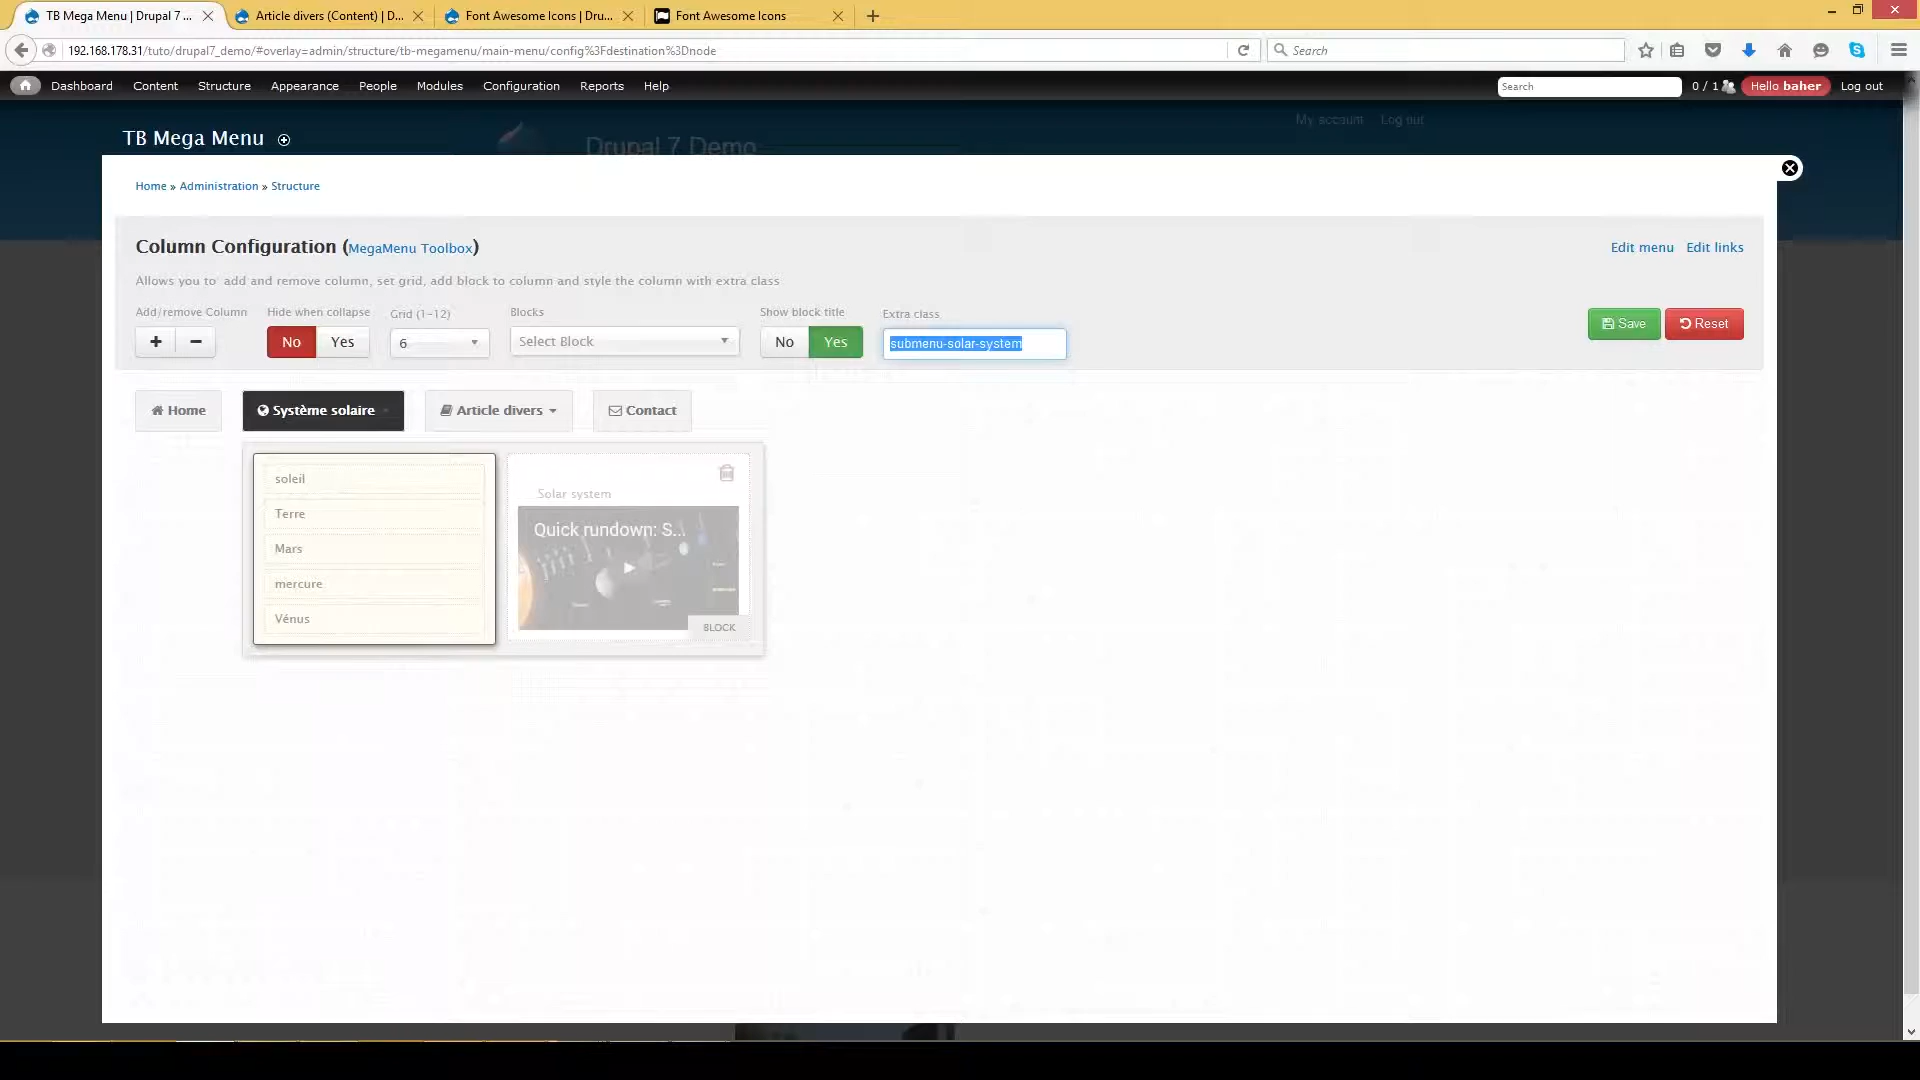 TB Mega Menu | Drupal 7 ...
Article divers (Content) | D...
Font Awesome Icons | Dru...
Font Awesome Icons
192.168.178.31/tuto/drupal7_demo/#overlay=admin/structure/tb-megamenu/main-menu/config%3Fdestination%3Dnode
Search
Dashboard Content Structure Appearance People Modules Configuration Reports Help
Search
0 / 1
Hello baher
Log out
My account Log out
TB Mega Menu
Drupal 7 Demo
Home » Administration » Structure
Column Configuration (MegaMenu Toolbox)
Edit menu Edit links
Allows you to add and remove column, set grid, add block to column and style the column with extra class
Add/remove Column Hide when collapse Grid (1-12) Blocks Show block title Extra class
+ − No Yes 6 Select Block No Yes submenu-solar-system
Save Reset
Home Système solaire Article divers Contact
soleil
Terre
Mars
mercure
Vénus
Solar system
Quick rundown: S...
BLOCK